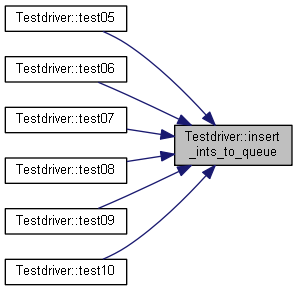 Testdriver::test05
Testdriver::test06
Testdriver::test07
Testdriver::test08
Testdriver::test09
Testdriver::test10
Testdriver::insert
_ints_to_queue